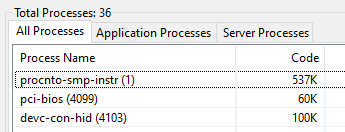 Total Processes: 36
All Processes Application Processes Server Processes
Process Name Code
procnto-smp-instr (1) 537K
pci-bios (4099) 60K
devc-con-hid (4103) 100K